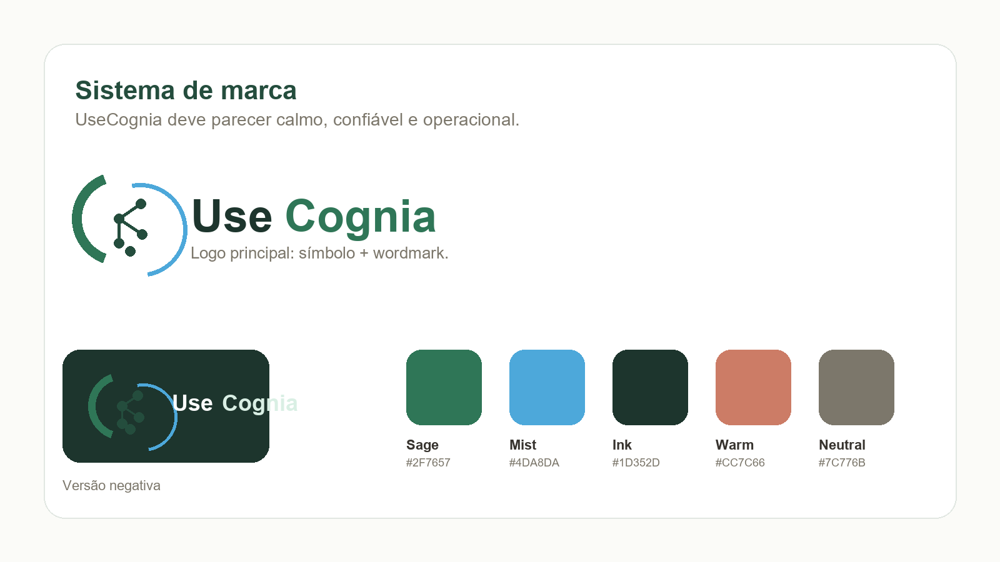 Sistema de marca
UseCognia deve parecer calmo, confiável e operacional.
Use Cognia
Logo principal: símbolo + wordmark.
Use Cognia
Versão negativa
Sage
#2F7657
Mist
#4DA8DA
Ink
#1D352D
Warm
#CC7C66
Neutral
#7C776B